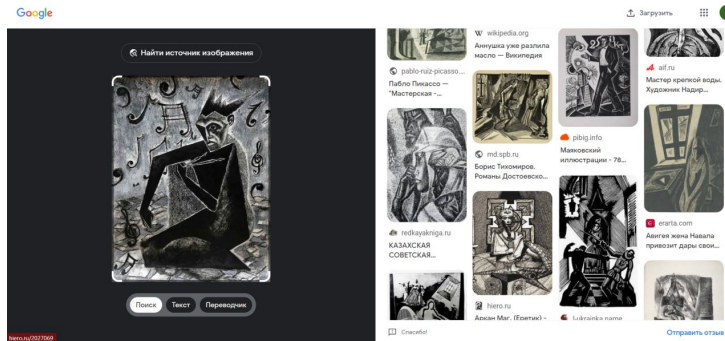 Google
Загрузить
Найти источник изображения
Поиск
Текст
Переводчик
hiero.ru/2027069
pablo-ruiz-picasso...
Пабло Пикассо —
"Мастерская -...
redkayakniga.ru
КАЗАХСКАЯ
СОВЕТСКАЯ...
W wikipedia.org
Аннушка уже разлила
масло — Википедия
md.spb.ru
Борис Тихомиров.
Романы Достоевско...
hiero.ru
Аркан Маг. (Еретик) -
pibig.info
Маяковский
иллюстрации - 78...
l-ukrainka.name
aif.ru
Мастер крепкой воды.
Художник Надир...
erarta.com
Авигея жена Навала
привозит дары свои...
Спасибо!
Отправить отзыв